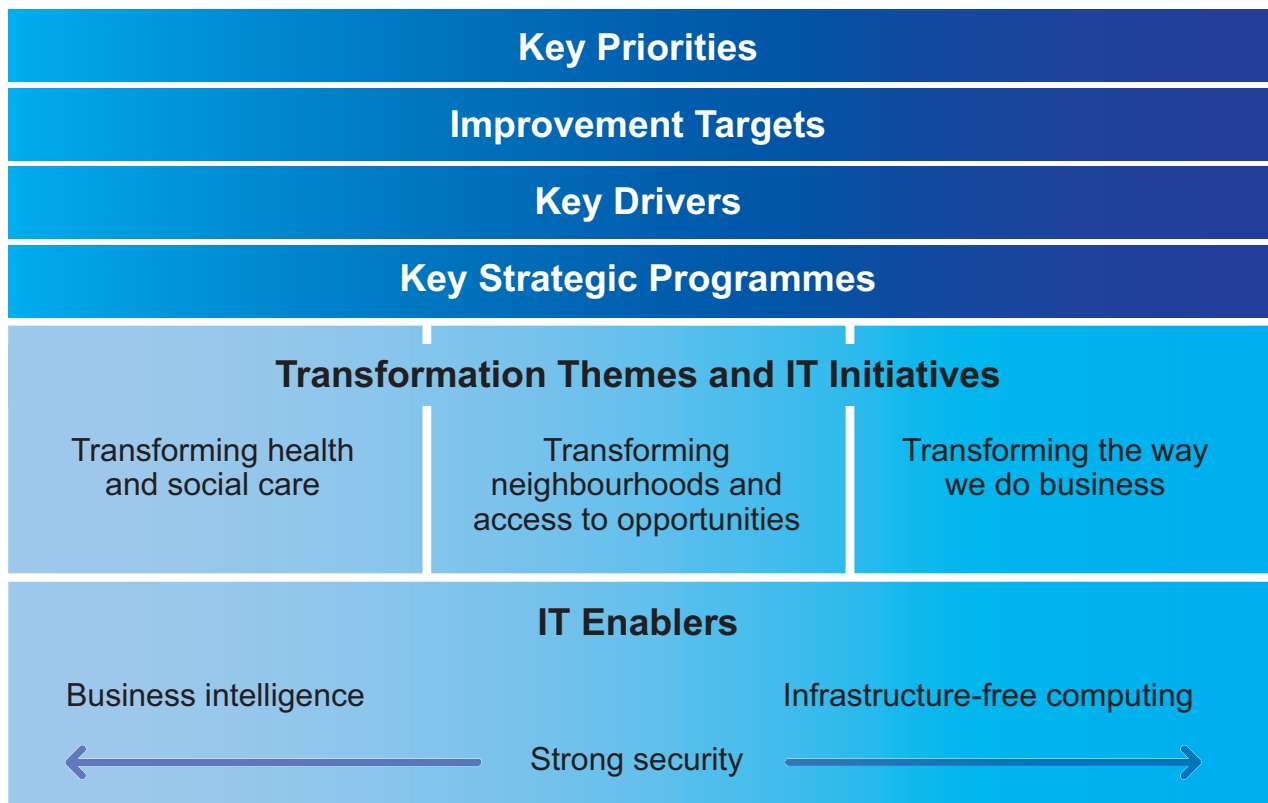 Key Priorities
Improvement Targets
Key Drivers
Key Strategic Programmes
Transformation Themes and IT Initiatives
Transforming health
and social care
Transforming
neighbourhoods and
access to opportunities
Transforming the way
we do business
IT Enablers
Business intelligence
Infrastructure-free computing
Strong security